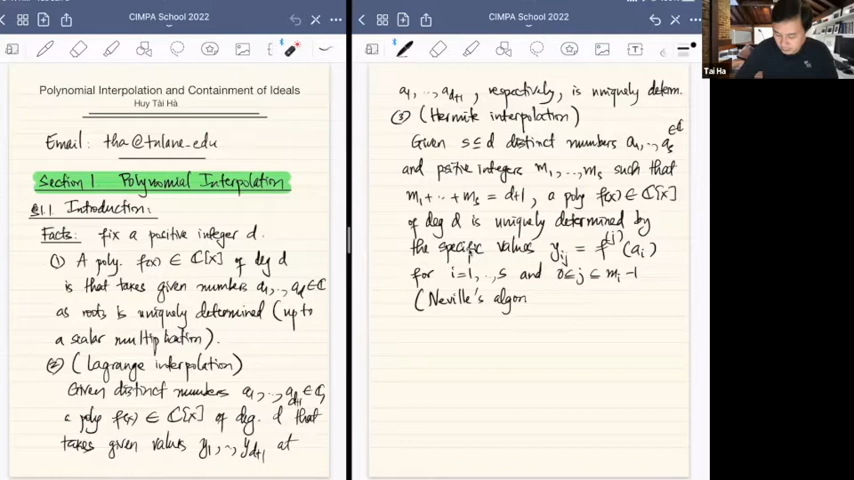 CIMPA School 2022
Polynomial Interpolation and Containment of Ideals
Huy Tài Hà
Email: tha@tulane.edu
Section 1 Polynomial Interpolation
§1.1 Introduction:
Facts: fix a positive integer d.
(1) A poly. f(x) ∈ ℂ[x] of deg d
is that takes given numbers a₁,..,a_d ∈ ℂ
as roots is uniquely determined (up to
a scalar multiplication).
(2) (Lagrange interpolation)
Given distinct numbers a₁,..,a_{d+1} ∈ ℂ,
a poly f(x) ∈ ℂ[x] of deg. d that
takes given values y₁,..,y_{d+1} at
CIMPA School 2022
a₁,..,a_{d+1}, respectively, is uniquely determ.
(3) (Hermite interpolation)
Given s ≤ d distinct numbers a₁,..,a_s ∈ ℂ
and positive integers m₁,..,m_s such that
m₁+..+m_s = d+1, a poly f(x) ∈ ℂ[x]
of deg d is uniquely determined by
the specific values y_{ij} = f^{(j)}(a_i)
for i=1,..,s and 0 ≤ j ≤ m_i -1
(Neville's algon
Tai Ha